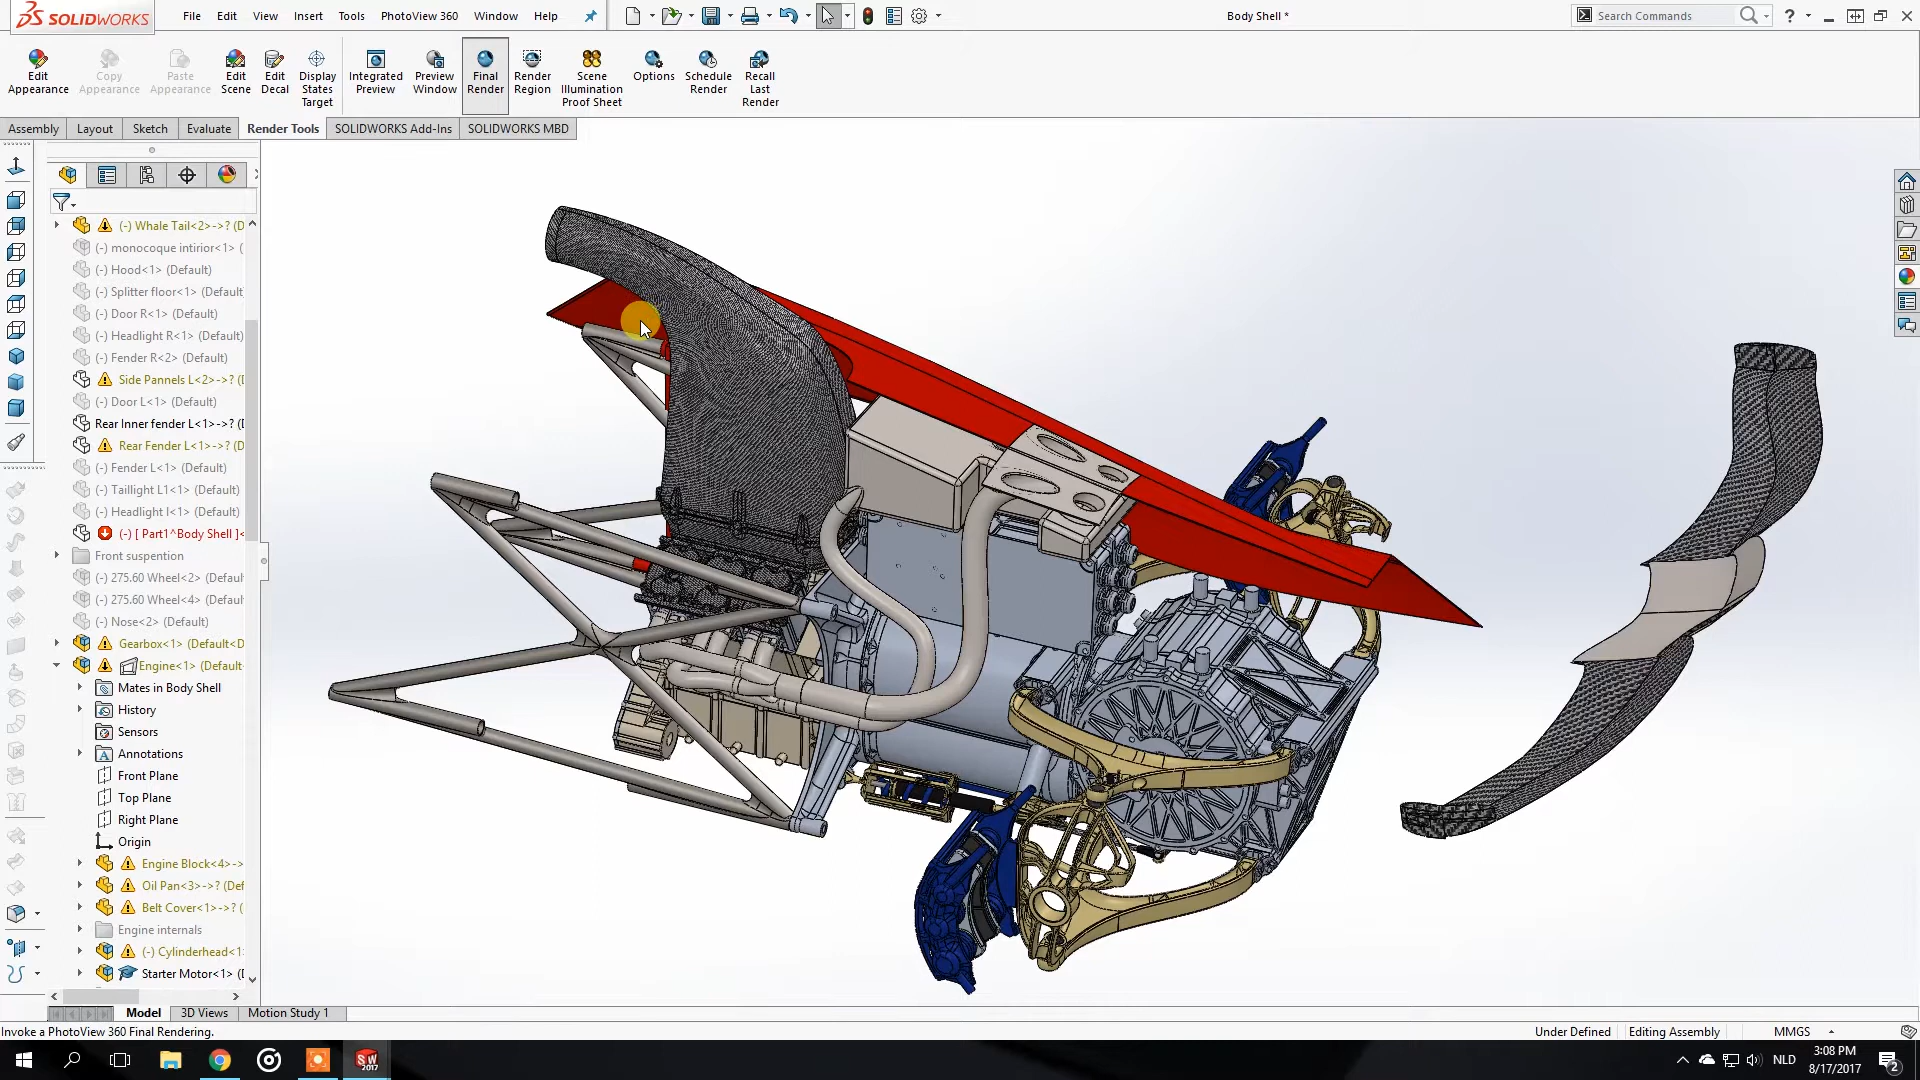 SOLIDWORKS File Edit View Insert Tools PhotoView 360 Window Help Body Shell * Search Commands ?
Edit Appearance
Copy Appearance
Paste Appearance
Edit Scene
Edit Decal
Display States Target
Integrated Preview
Preview Window
Final Render
Render Region
Scene Illumination Proof Sheet
Options
Schedule Render
Recall Last Render
Assembly Layout Sketch Evaluate Render Tools SOLIDWORKS Add-Ins SOLIDWORKS MBD
(-) Whale Tail<2>->? (D
(-) monocoque intirior<1> (
(-) Hood<1> (Default)
(-) Splitter floor<1> (Default
(-) Door R<1> (Default)
(-) Headlight R<1> (Default)
(-) Fender R<2> (Default)
Side Pannels L<2>->? (
(-) Door L<1> (Default)
Rear Inner fender L<1>->? (
Rear Fender L<1>->? (D
(-) Fender L<1> (Default)
(-) Taillight L1<1> (Default)
(-) Headlight l<1> (Default)
(-) [ Part1^Body Shell ]<
Front suspention
(-) 275.60 Wheel<2> (Defaul
(-) 275.60 Wheel<4> (Defaul
(-) Nose<2> (Default)
Gearbox<1> (Default<D
Engine<1> (Default
Mates in Body Shell
History
Sensors
Annotations
Front Plane
Top Plane
Right Plane
Origin
Engine Block<4>->
Oil Pan<3>->? (Def
Belt Cover<1>->? (
Engine internals
(-) Cylinderhead<1
Starter Motor<1> (
Model 3D Views Motion Study 1
Invoke a PhotoView 360 Final Rendering. Under Defined Editing Assembly MMGS
SW 2017 NLD 3:08 PM
8/17/2017 2